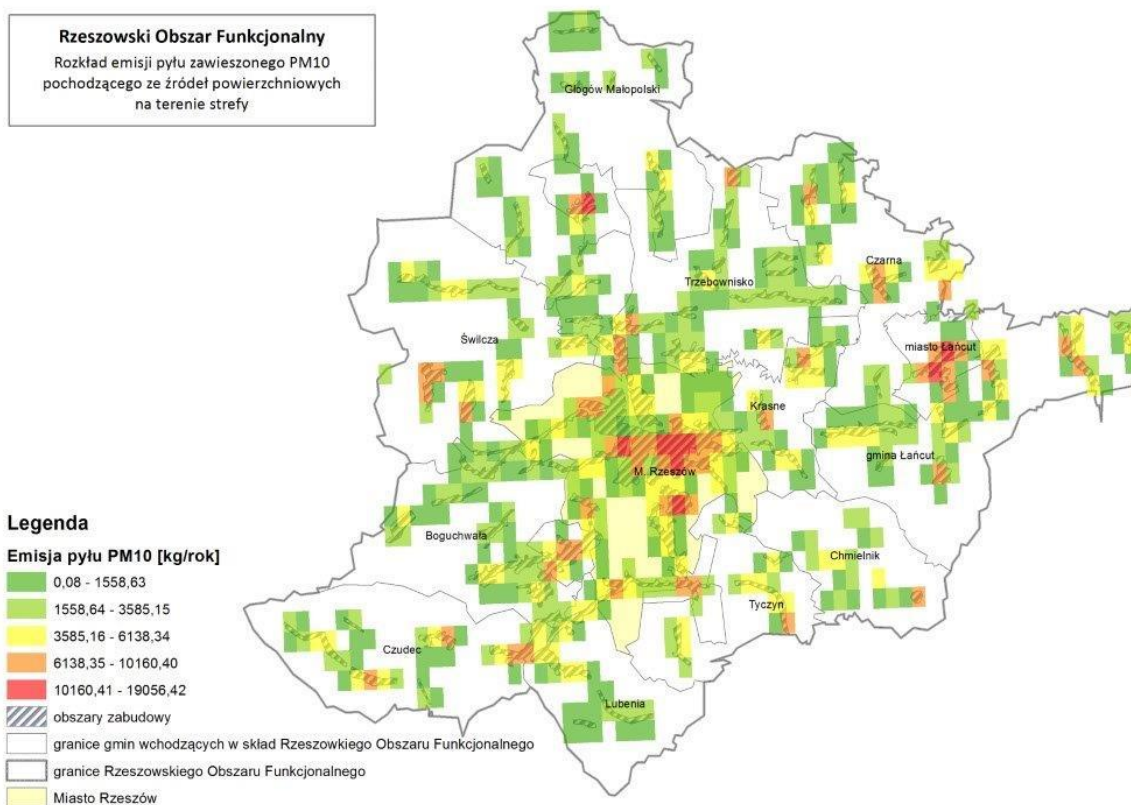 Rzeszowski Obszar Funkcjonalny
Rozkład emisji pyłu zawieszonego PM10
pochodzącego ze źródeł powierzchniowych
na terenie strefy
Głogów Małopolski
Czarna
Trzebownisko
Świlcza
miasto Łańcut
Krasne
gmina Łańcut
M. Rzeszów
Boguchwała
Chmielnik
Tyczyn
Czudec
Lubenia
Legenda
Emisja pyłu PM10 [kg/rok]
0,08 - 1558,63
1558,64 - 3585,15
3585,16 - 6138,34
6138,35 - 10160,40
10160,41 - 19056,42
obszary zabudowy
granice gmin wchodzących w skład Rzeszowkiego Obszaru Funkcjonalnego
granice Rzeszowskiego Obszaru Funkcjonalnego
Miasto Rzeszów